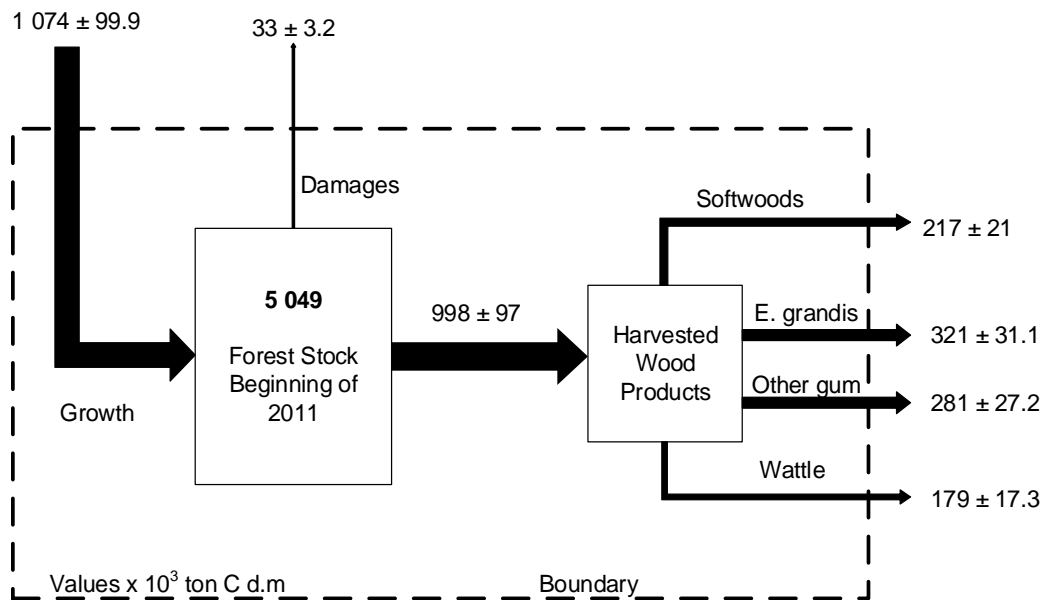 1 074 ± 99.9
33 ± 3.2
Damages
Softwoods
217 ± 21
5 049
Forest Stock
Beginning of
2011
998 ± 97
Harvested
Wood
Products
E. grandis
321 ± 31.1
Other gum
281 ± 27.2
Growth
Wattle
179 ± 17.3
Values x 10³ ton C d.m
Boundary